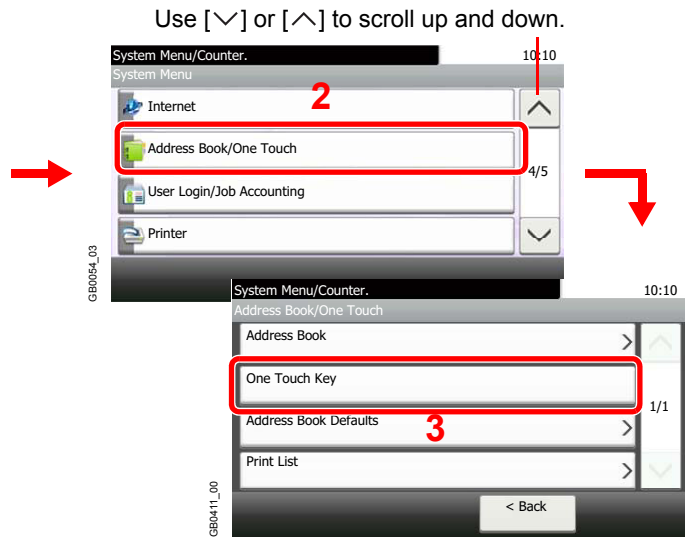 Use [∨] or [∧] to scroll up and down.
System Menu/Counter. 10:10
System Menu
Internet
2
Address Book/One Touch
4/5
User Login/Job Accounting
Printer
GB0054_03
System Menu/Counter. 10:10
Address Book/One Touch
Address Book >
One Touch Key
1/1
Address Book Defaults >
3
Print List >
< Back
GB0411_00